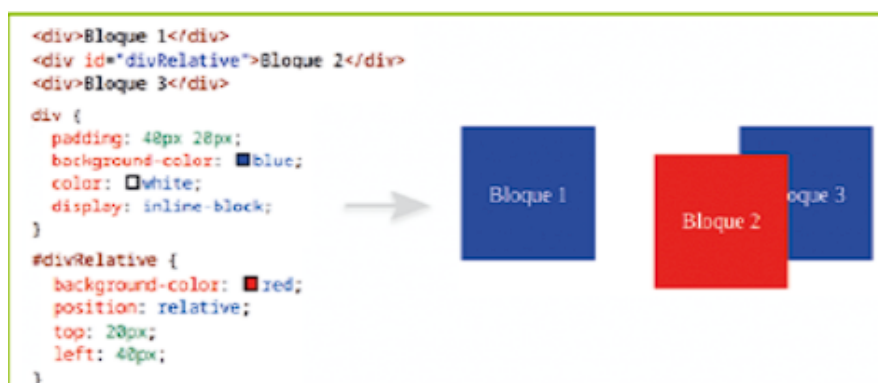 <div>Bloque 1</div>
<div id="divRelative">Bloque 2</div>
<div>Bloque 3</div>
div {
padding: 40px 20px;
background-color: blue;
color: white;
display: inline-block;
}
#divRelative {
background-color: red;
position: relative;
top: 20px;
left: 40px;
}
Bloque 1
Bloque 2
oque 3